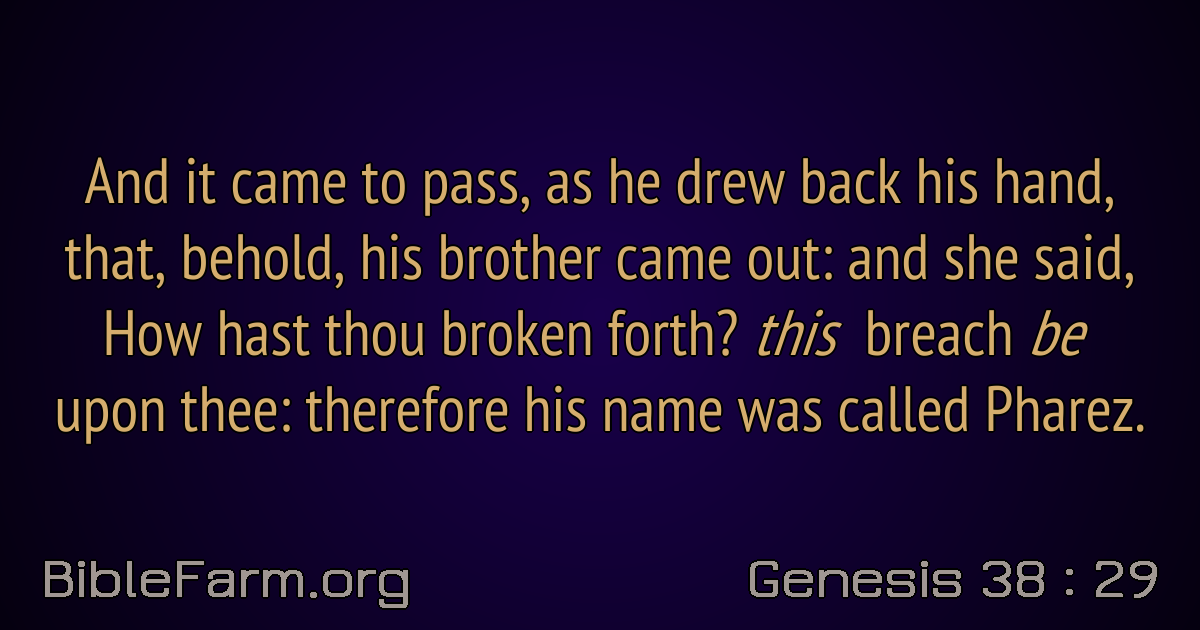 And it came to pass, as he drew back his hand,
that, behold, his brother came out: and she said,
How hast thou broken forth? this breach be
upon thee: therefore his name was called Pharez.
BibleFarm.org
Genesis 38 : 29